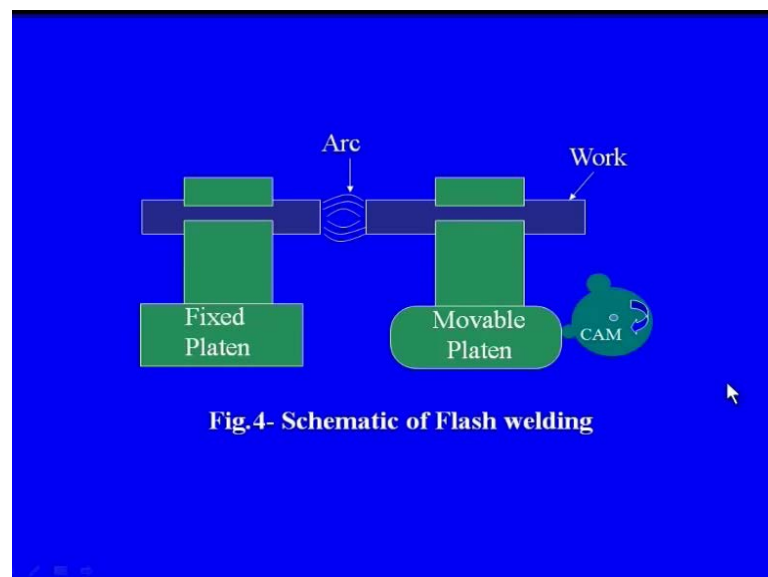 Arc
Work
Fixed
Platen
Movable
Platen
CAM
Fig.4- Schematic of Flash welding